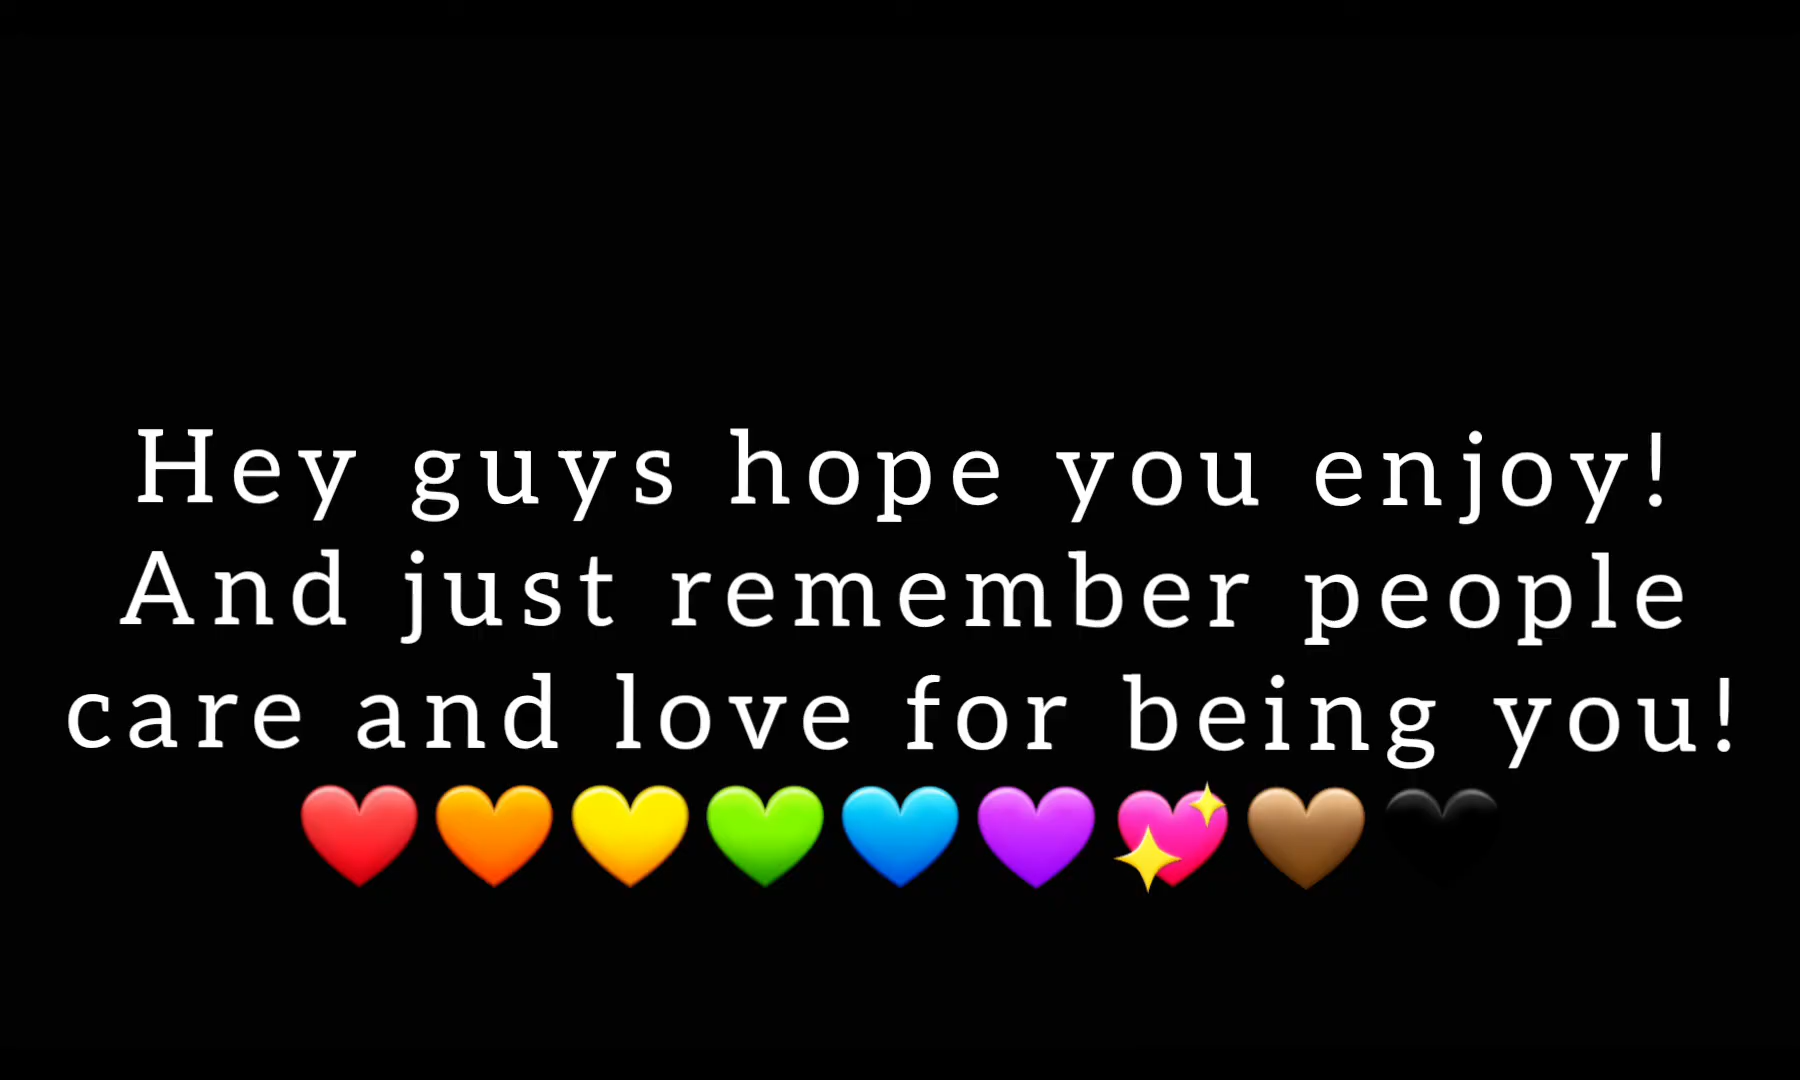 Hey guys hope you enjoy!
And just remember people
care and love for being you!
❤️🧡💛💚💙💜💖🤎🖤